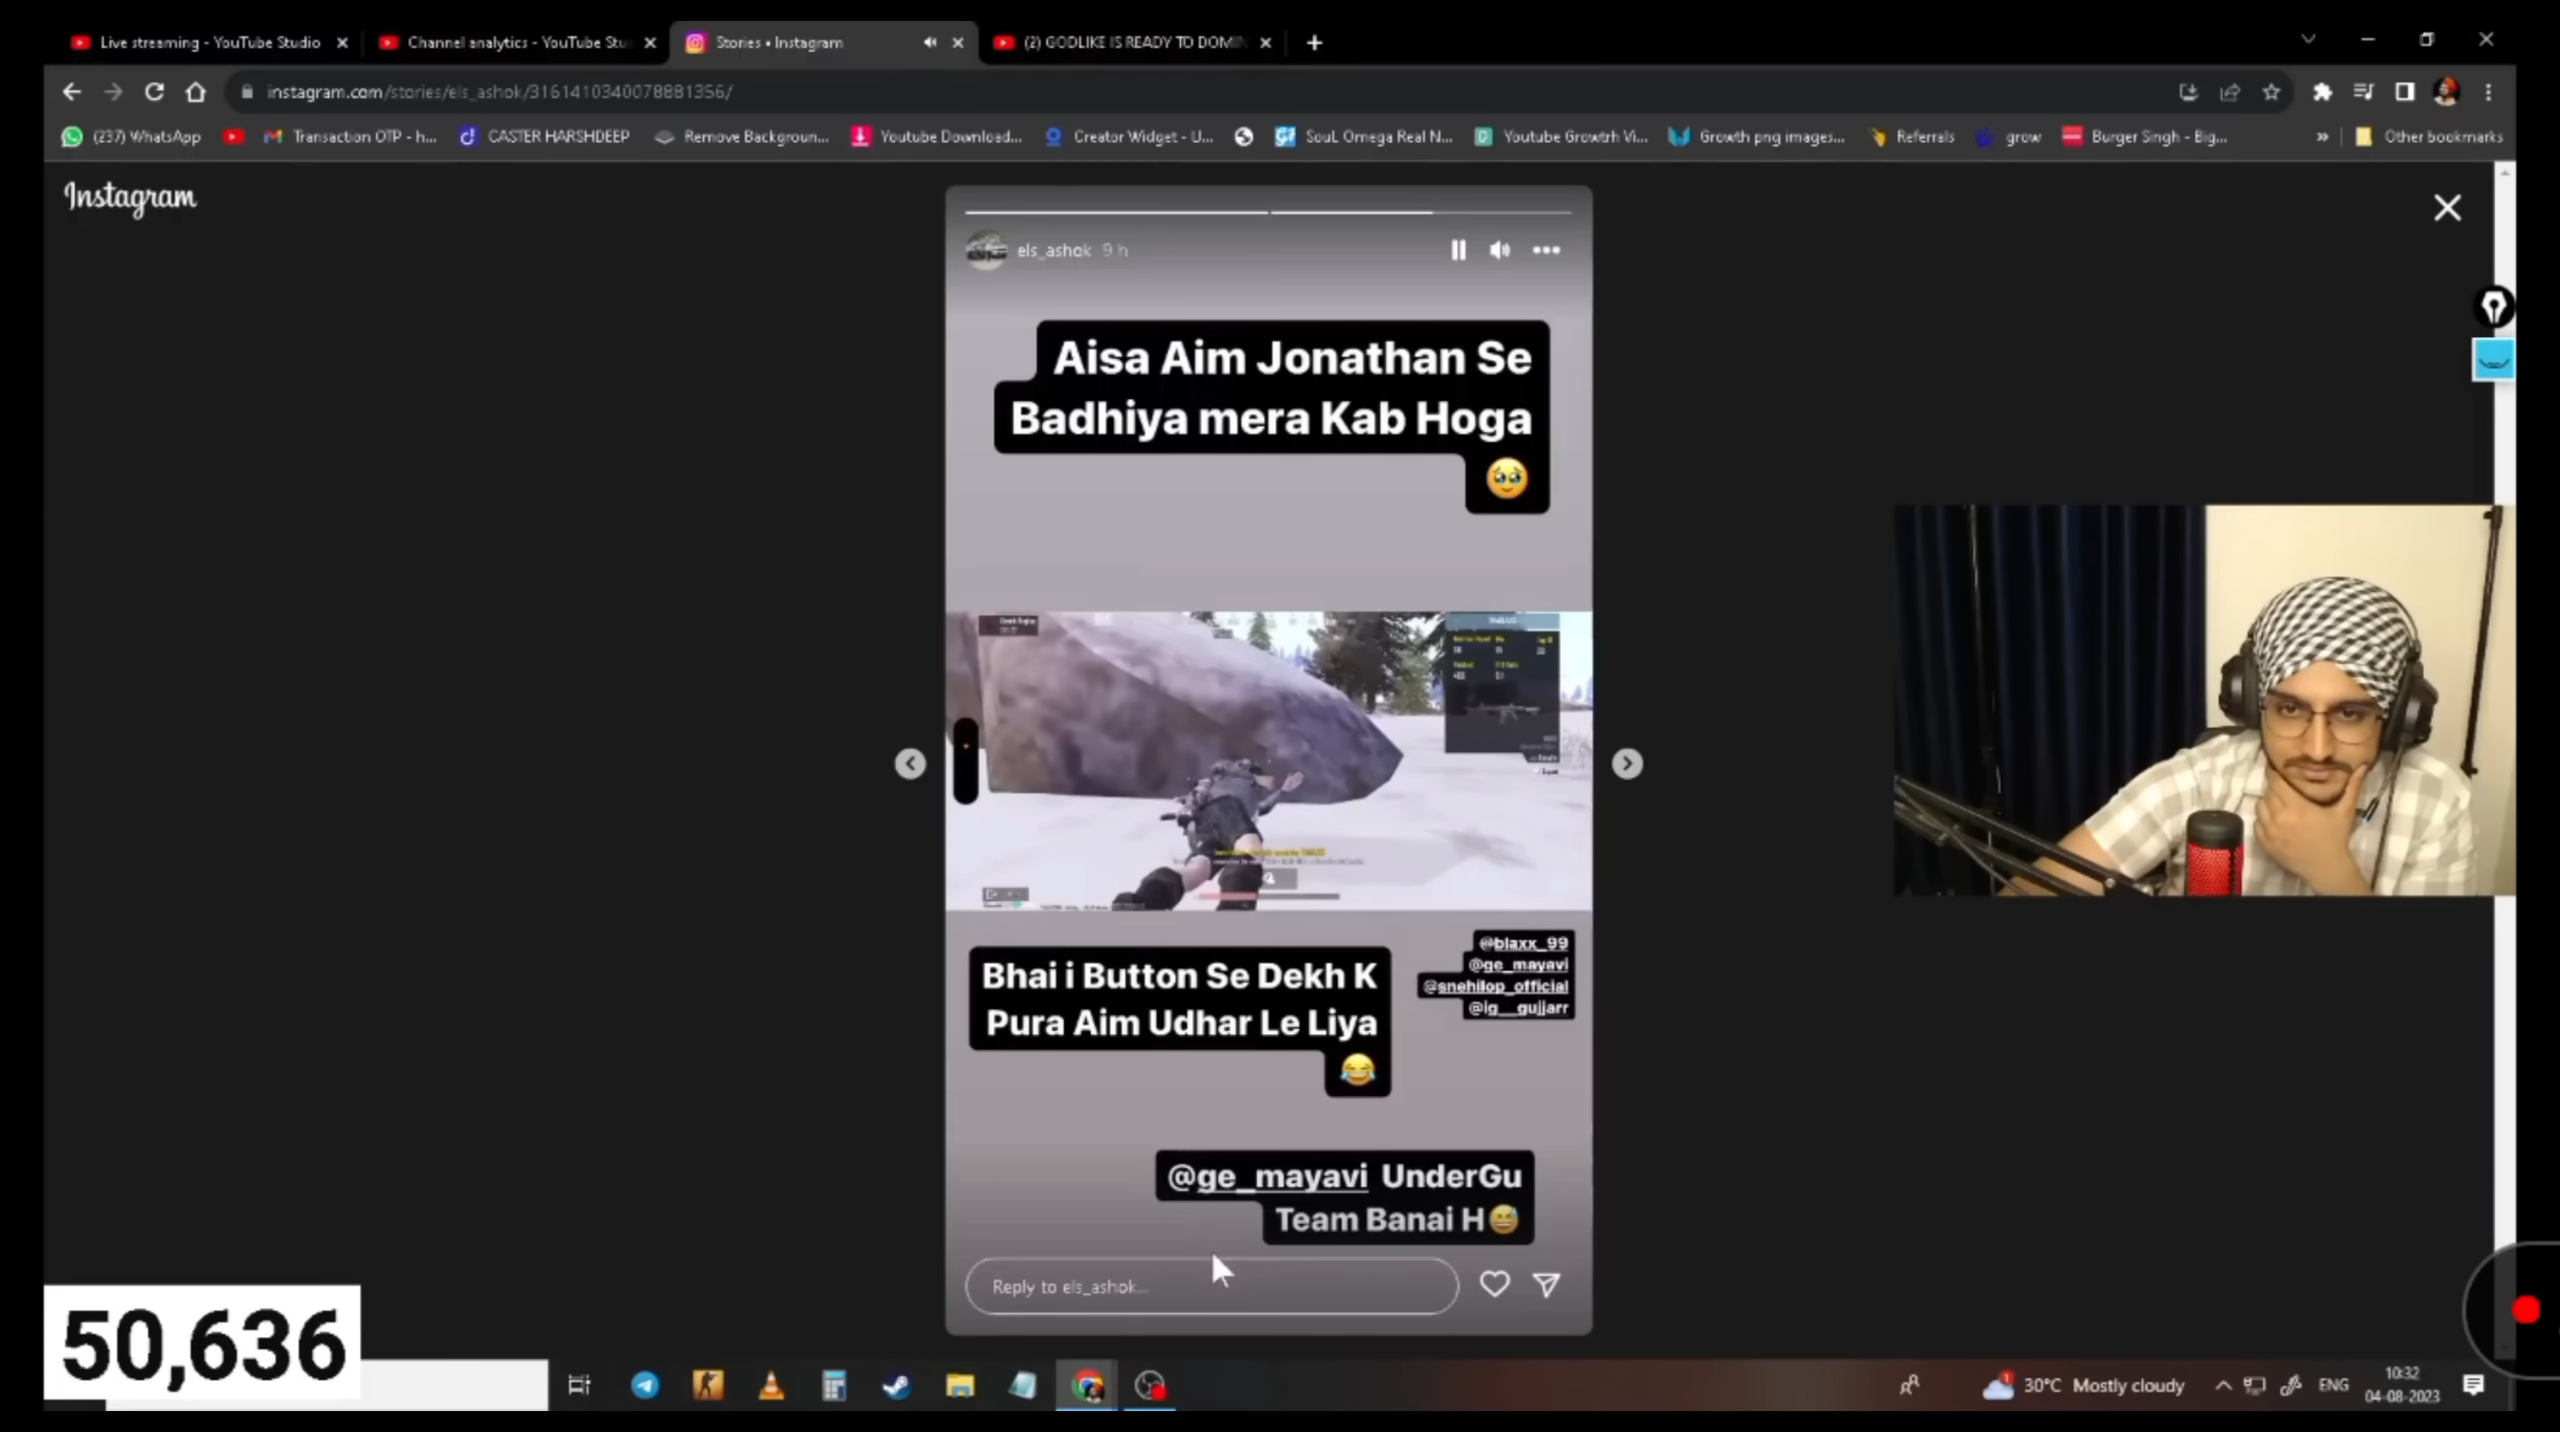 Live streaming - YouTube Studio
Channel analytics - YouTube Stu
Stories • Instagram
(2) GODLIKE IS READY TO DOMIN
instagram.com/stories/els_ashok/3161410340078881356/
(237) WhatsApp
Transaction OTP - h...
CASTER HARSHDEEP
Remove Backgroun...
Youtube Download...
Creator Widget - U...
SouL Omega Real N...
Youtube Growtrh Vi...
Growth png images...
Referrals
grow
Burger Singh - Big...
»
Other bookmarks
Instagram
els_ashok 9 h
Aisa Aim Jonathan Se
Badhiya mera Kab Hoga
🥹
@blaxx_99
@ge_mayavi
@snehilop_official
@ig__gujjarr
Bhai i Button Se Dekh K
Pura Aim Udhar Le Liya
😂
@ge_mayavi UnderGu
Team Banai H😅
Reply to els_ashok...
50,636
1
30°C Mostly cloudy
ENG
10:32
04-08-2023